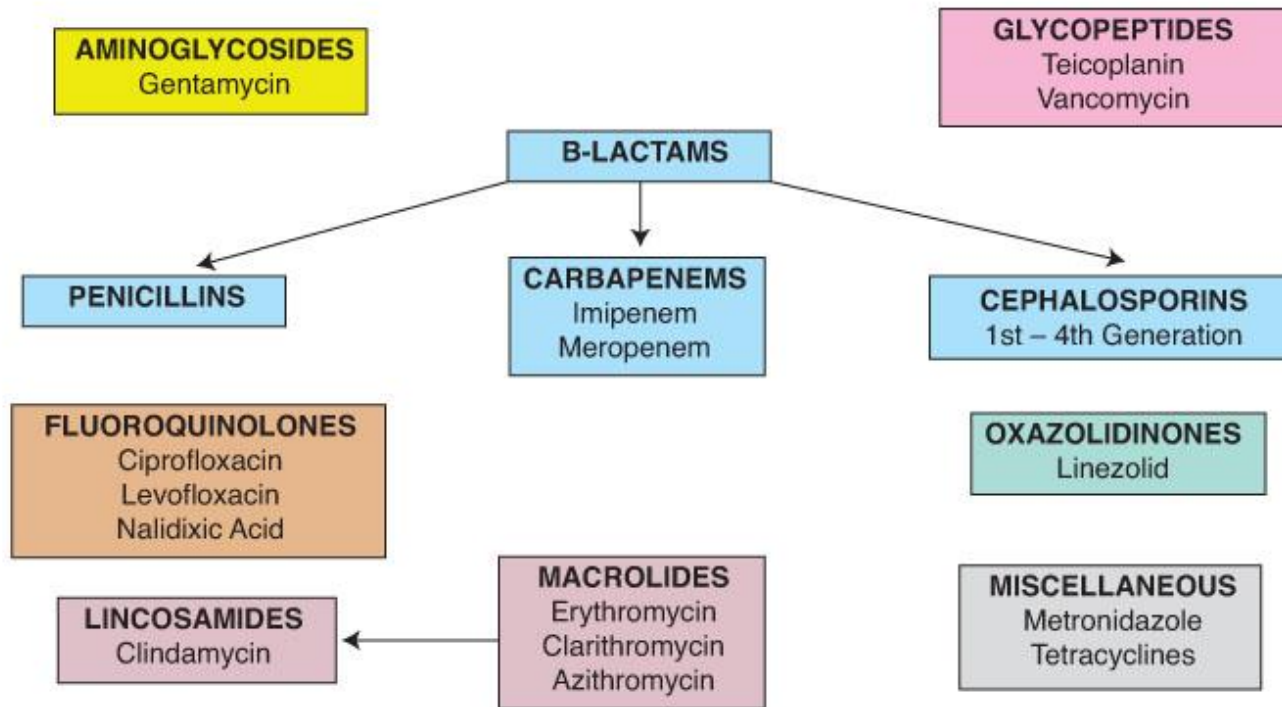 AMINOGLYCOSIDES
Gentamycin
GLYCOPEPTIDES
Teicoplanin
Vancomycin
B-LACTAMS
PENICILLINS
CARBAPENEMS
Imipenem
Meropenem
CEPHALOSPORINS
1st – 4th Generation
FLUOROQUINOLONES
Ciprofloxacin
Levofloxacin
Nalidixic Acid
OXAZOLIDINONES
Linezolid
LINCOSAMIDES
Clindamycin
MACROLIDES
Erythromycin
Clarithromycin
Azithromycin
MISCELLANEOUS
Metronidazole
Tetracyclines